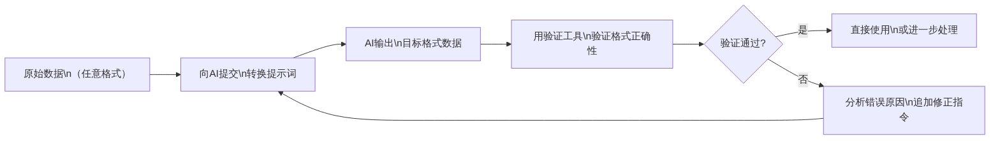 原始数据\n（任意格式）
向AI提交\n转换提示词
AI输出\n目标格式数据
用验证工具\n验证格式正确
性
验证通过?
是
直接使用\n或进一步处理
否
分析错误原因\n追加修正指
令